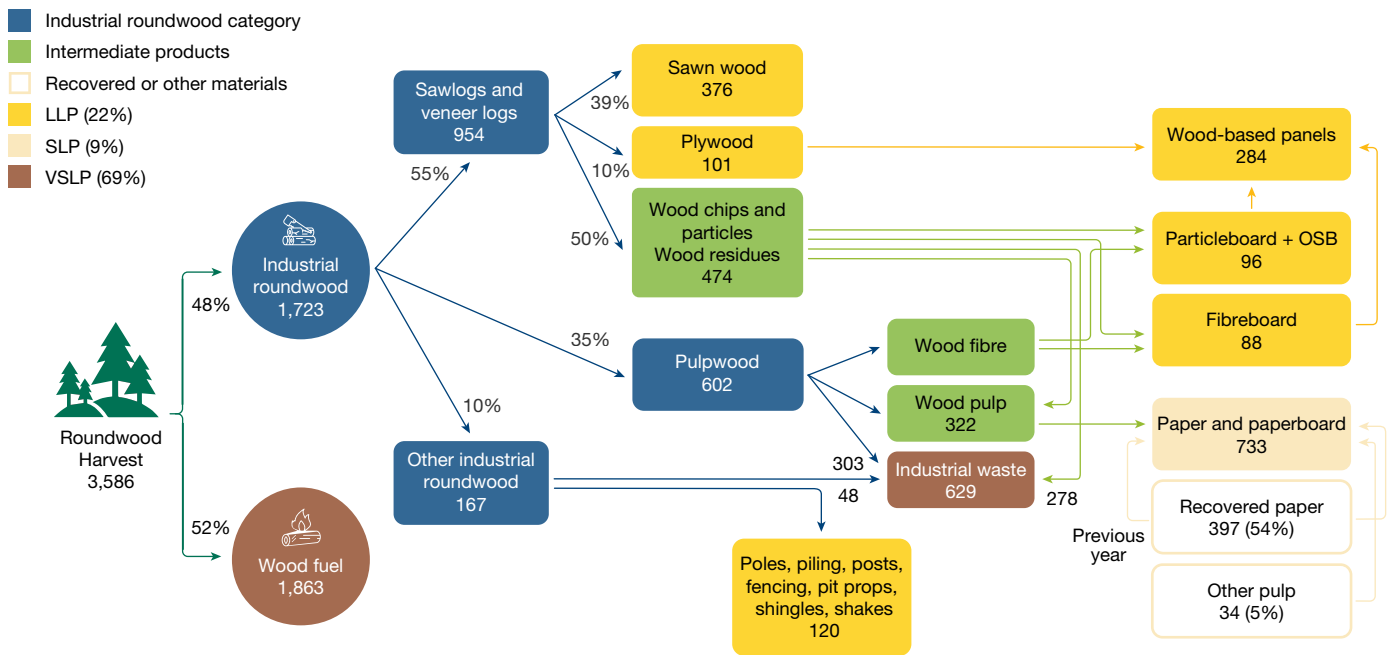 Industrial roundwood category
Intermediate products
Recovered or other materials
LLP (22%)
SLP (9%)
VSLP (69%)
Roundwood
Harvest
3,586
48%
52%
Industrial
roundwood
1,723
Wood fuel
1,863
55%
35%
10%
Sawlogs and
veneer logs
954
39%
10%
50%
Sawn wood
376
Plywood
101
Wood chips and
particles
Wood residues
474
Pulpwood
602
Other industrial
roundwood
167
303
48
278
Wood fibre
Wood pulp
322
Industrial waste
629
Poles, piling, posts,
fencing, pit props,
shingles, shakes
120
Wood-based panels
284
Particleboard + OSB
96
Fibreboard
88
Paper and paperboard
733
Previous
year
Recovered paper
397 (54%)
Other pulp
34 (5%)